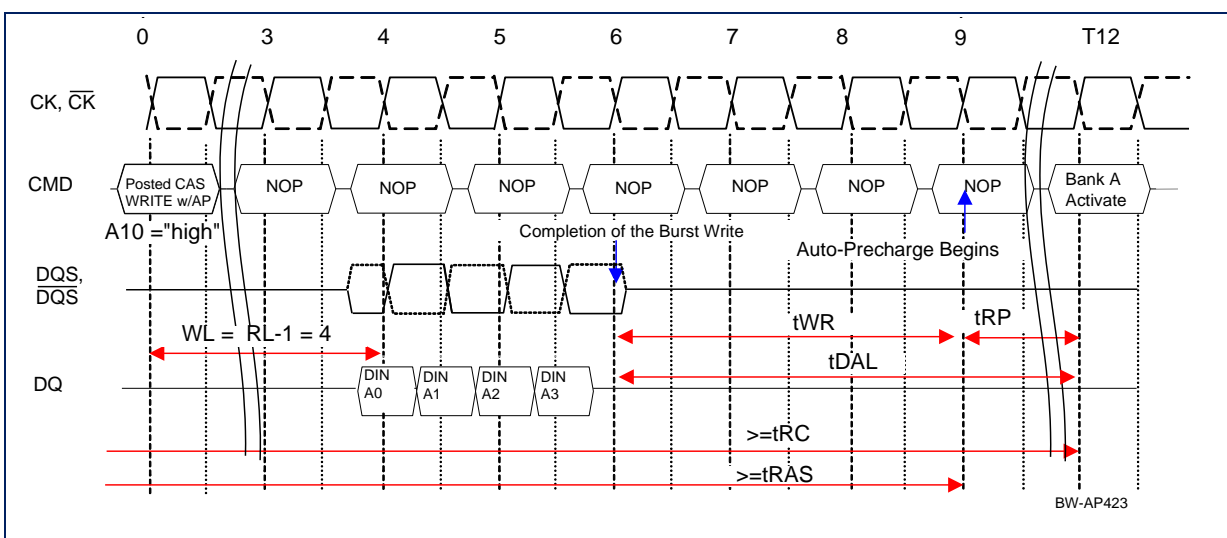 0 3 4 5 6 7 8 9 T12
CK, CK
CMD
Posted CAS
WRITE w/AP
NOP NOP NOP NOP NOP NOP NOP
Bank A
Activate
A10 ="high"
Completion of the Burst Write
Auto-Precharge Begins
DQS,
DQS
WL = RL-1 = 4
tWR
tRP
tDAL
DQ
DIN
A0
DIN
A1
DIN
A2
DIN
A3
>=tRC
>=tRAS
BW-AP423